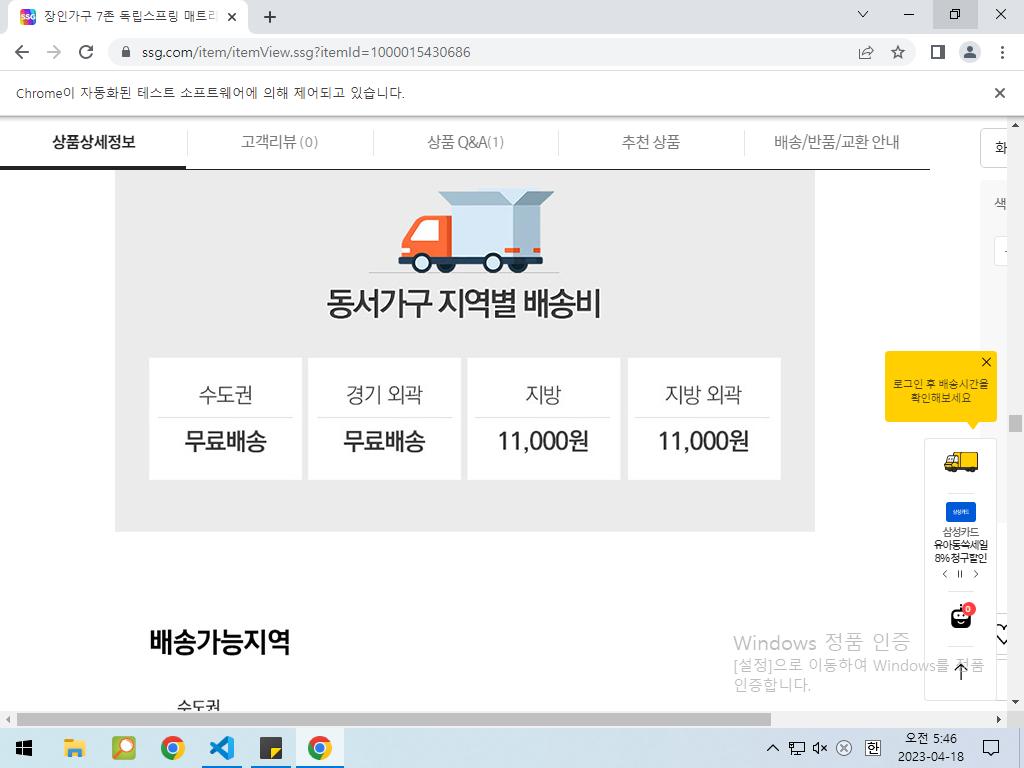 장인가구 7존 독립스프링 매트리
ssg.com/item/itemView.ssg?itemId=1000015430686
Chrome이 자동화된 테스트 소프트웨어에 의해 제어되고 있습니다.
상품상세정보
고객리뷰 (0)
상품 Q&A(1)
추천 상품
배송/반품/교환 안내
화
색
동서가구 지역별 배송비
수도권
경기 외곽
지방
지방 외곽
무료배송
무료배송
11,000원
11,000원
로그인 후 배송시간을
확인해보세요
삼성카드
삼성카드
유아동쓱세일
8% 청구할인
0
배송가능지역
수도권
Windows 정품 인증
[설정]으로 이동하여 Windows를 정품
인증합니다.
한
오전 5:46
2023-04-18